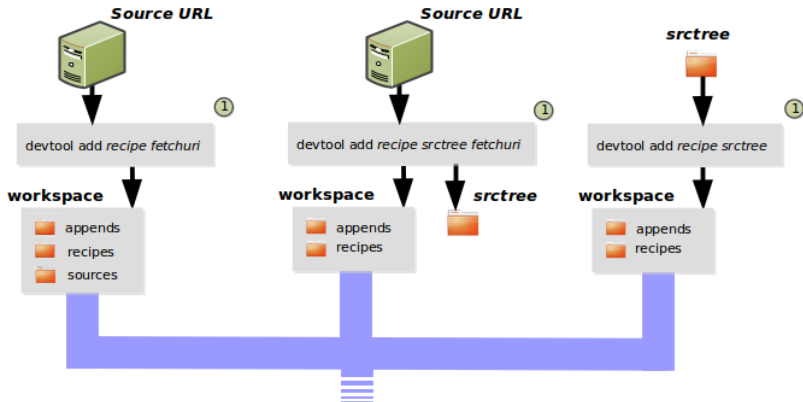 Source URL
1
devtool add recipe fetchuri
workspace
appends
recipes
sources
Source URL
1
devtool add recipe srctree fetchuri
workspace
appends
recipes
srctree
srctree
1
devtool add recipe srctree
workspace
appends
recipes